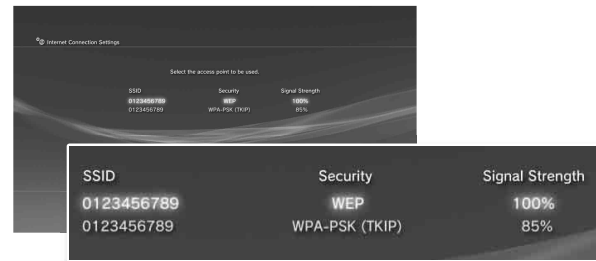 Internet Connection Settings
Select the access point to be used.
SSID Security Signal Strength
0123456789 WEP 100%
0123456789 WPA-PSK (TKIP) 85%
SSID Security Signal Strength
0123456789 WEP 100%
0123456789 WPA-PSK (TKIP) 85%